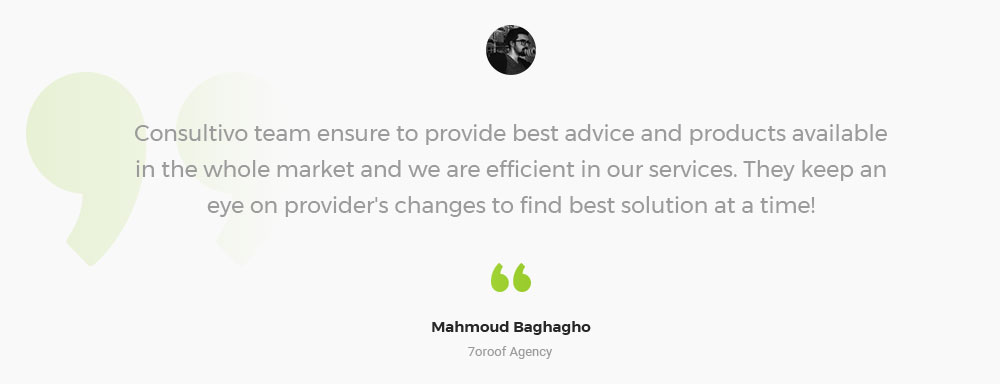 Consultivo team ensure to provide best advice and products available
in the whole market and we are efficient in our services. They keep an
eye on provider's changes to find best solution at a time!
Mahmoud Baghagho
7oroof Agency